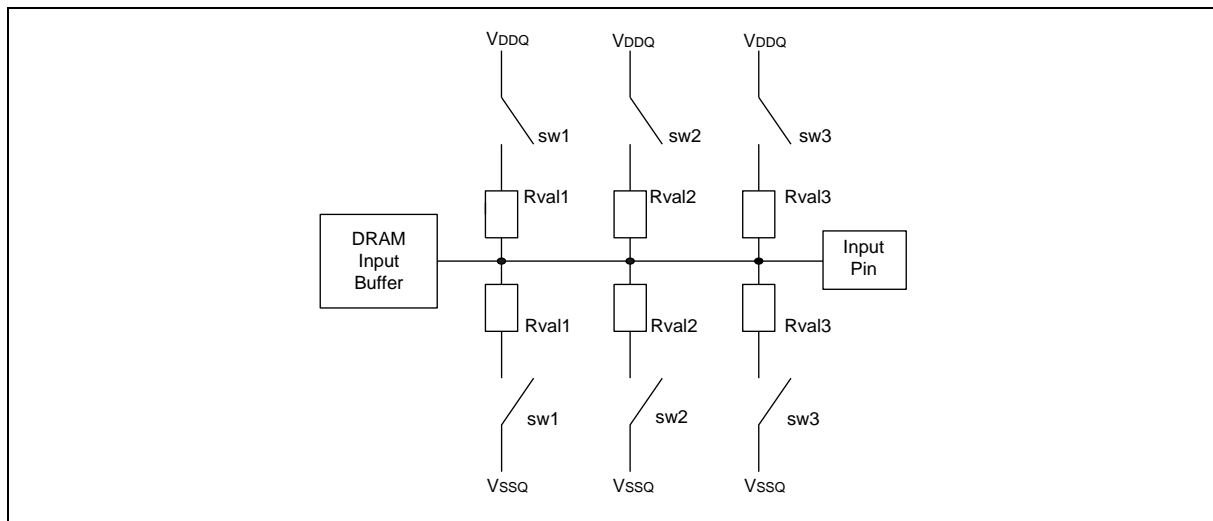 VDDQ VDDQ VDDQ
sw1 sw2 sw3
Rval1 Rval2 Rval3
DRAM
Input
Buffer
Input
Pin
Rval1 Rval2 Rval3
sw1 sw2 sw3
VSSQ VSSQ VSSQ